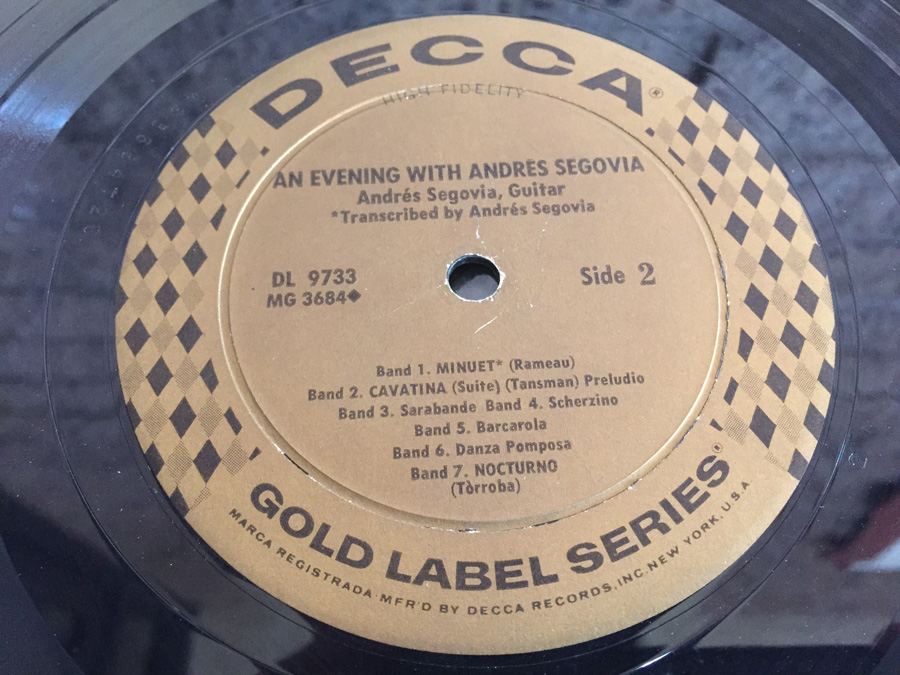 DECCA®
HIGH FIDELITY
AN EVENING WITH ANDRÉS SEGOVIA
Andrés Segovia, Guitar
*Transcribed by Andrés Segovia
DL 9733
MG 3684◆
Side 2
Band 1. MINUET* (Rameau)
Band 2. CAVATINA (Suite) (Tansman) Preludio
Band 3. Sarabande Band 4. Scherzino
Band 5. Barcarola
Band 6. Danza Pomposa
Band 7. NOCTURNO
(Tòrroba)
GOLD LABEL SERIES®
MARCA REGISTRADA. MFR'D BY DECCA RECORDS, INC. NEW YORK, U.S.A